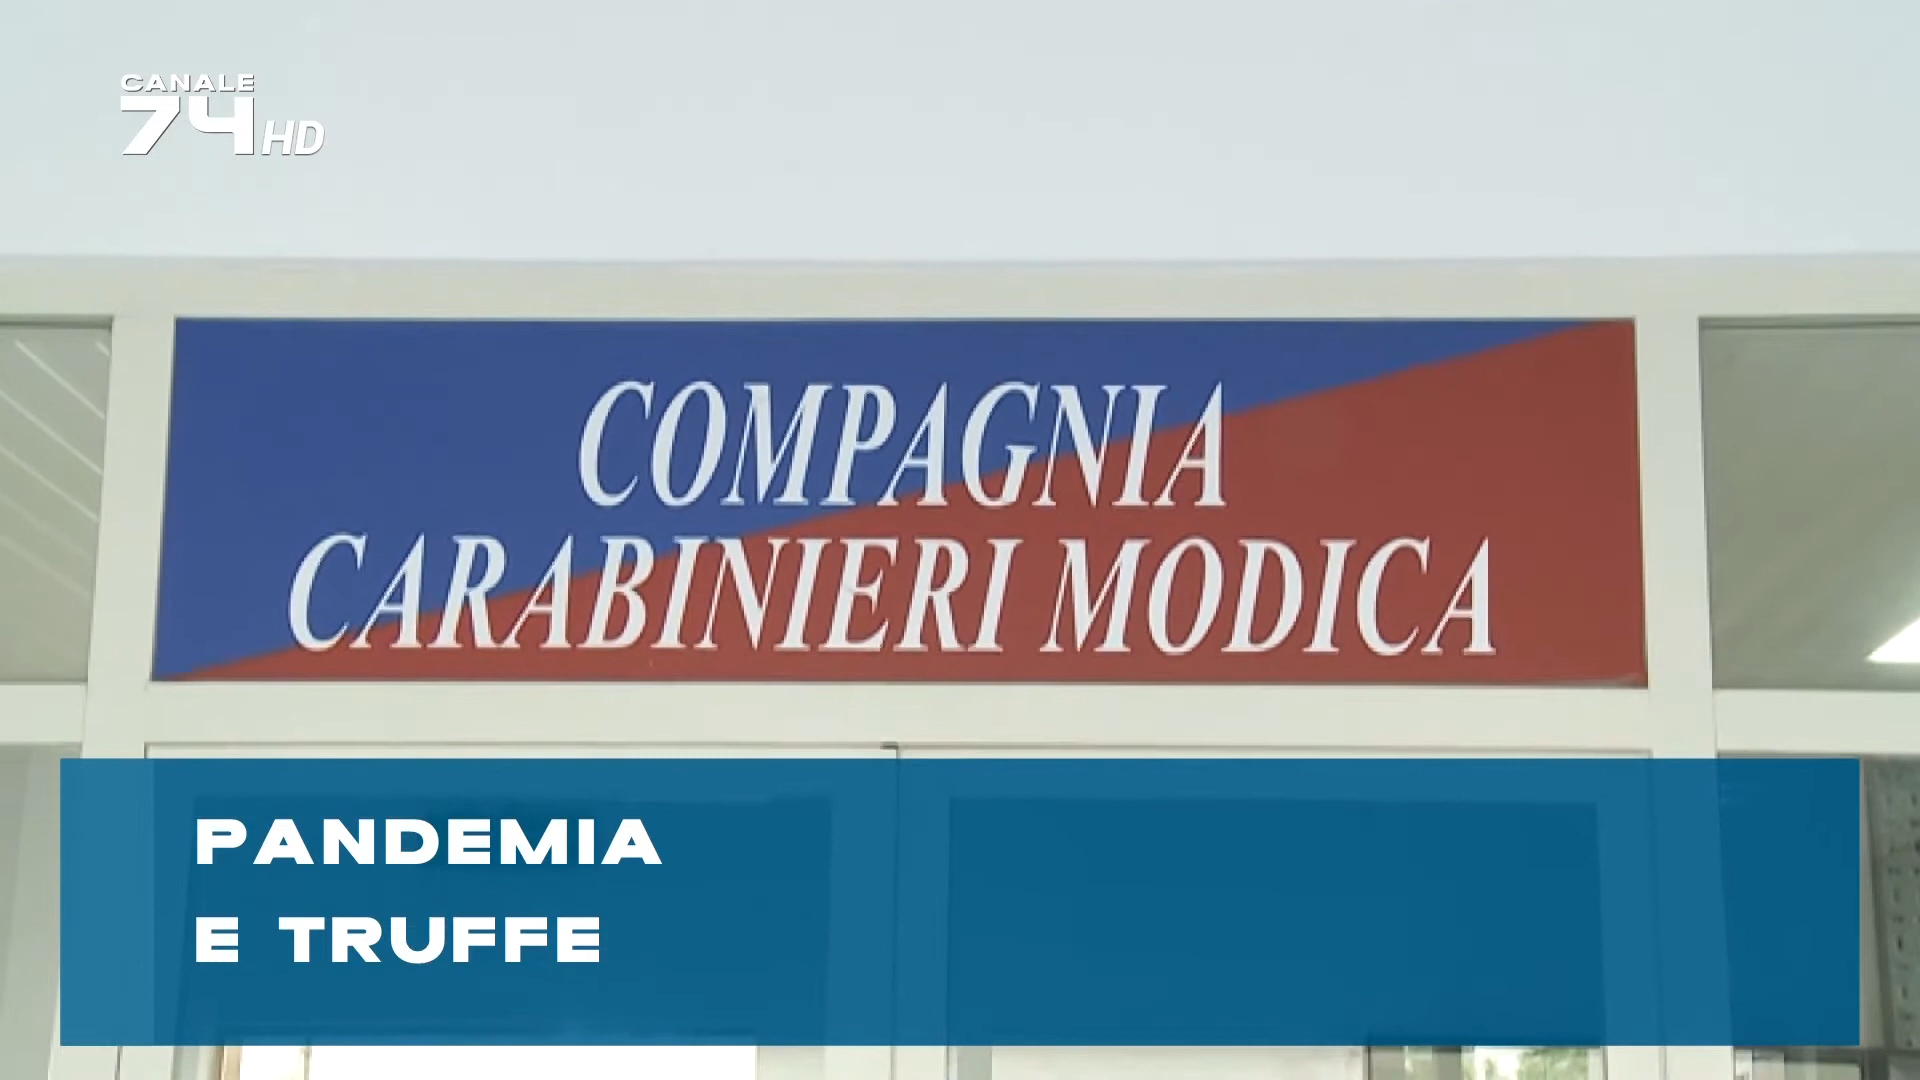 CANALE
74 HD
COMPAGNIA
CARABINIERI MODICA
PANDEMIA
E TRUFFE